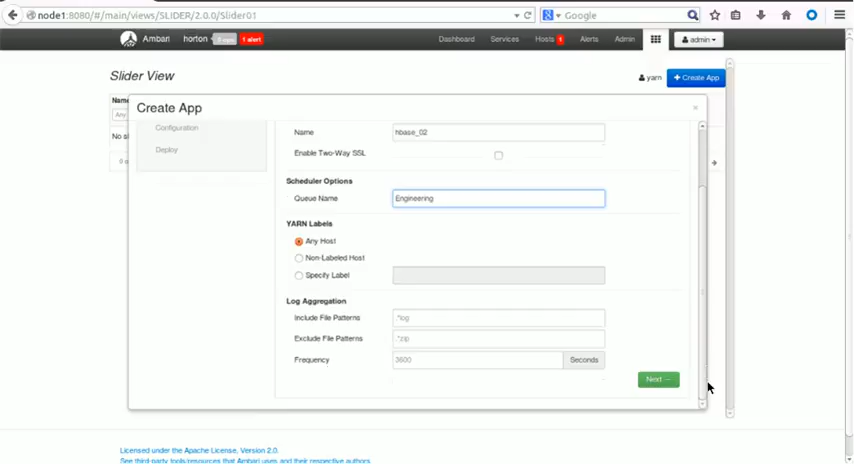 node1:8080/#/main/views/SLIDER/2.0.0/Slider01
Google
Ambari horton 1 alert Dashboard Services Hosts 1 Alerts Admin admin
Slider View
yarn + Create App
Name
Any
Create App
×
Configuration
Deploy
Name hbase_02
Enable Two-Way SSL
Scheduler Options
Queue Name Engineering
YARN Labels
Any Host
Non-Labeled Host
Specify Label
Log Aggregation
Include File Patterns .*log
Exclude File Patterns .*zip
Frequency 3600 Seconds
Next →
Licensed under the Apache License, Version 2.0.
See third-party tools/resources that Ambari uses and their respective authors.